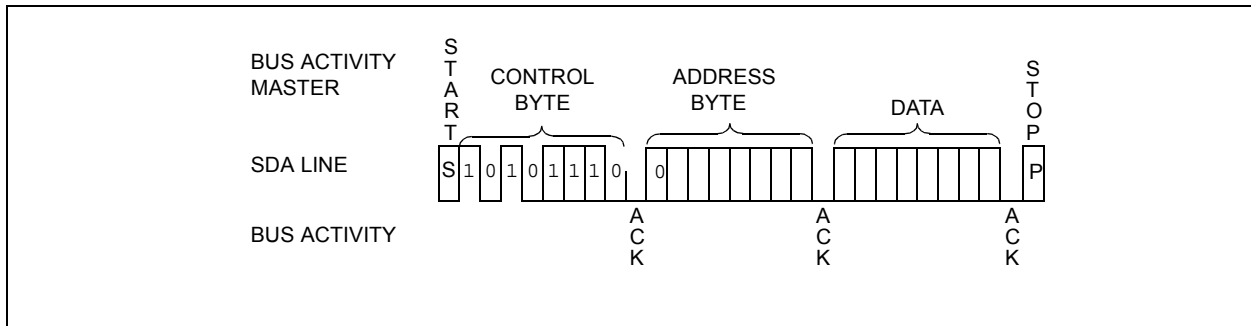 BUS ACTIVITY
MASTER
START
CONTROL
BYTE
ADDRESS
BYTE
DATA
STOP
SDA LINE
S 1 0 1 0 1 1 1 0 0 P
BUS ACTIVITY
ACK
ACK
ACK